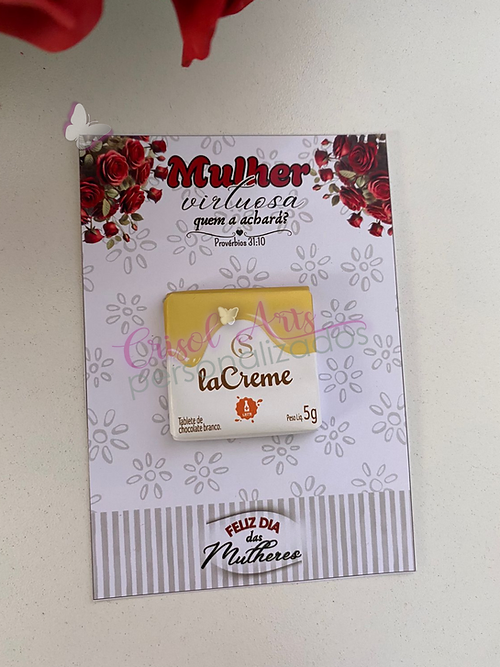 Mulher
virtuosa
quem a achará?
Provérbios 31:10
Crisol Arts
personalizados
S
laCreme
Tablete de
chocolate branco.
Peso Líq. 5g
FELIZ DIA
das
Mulheres